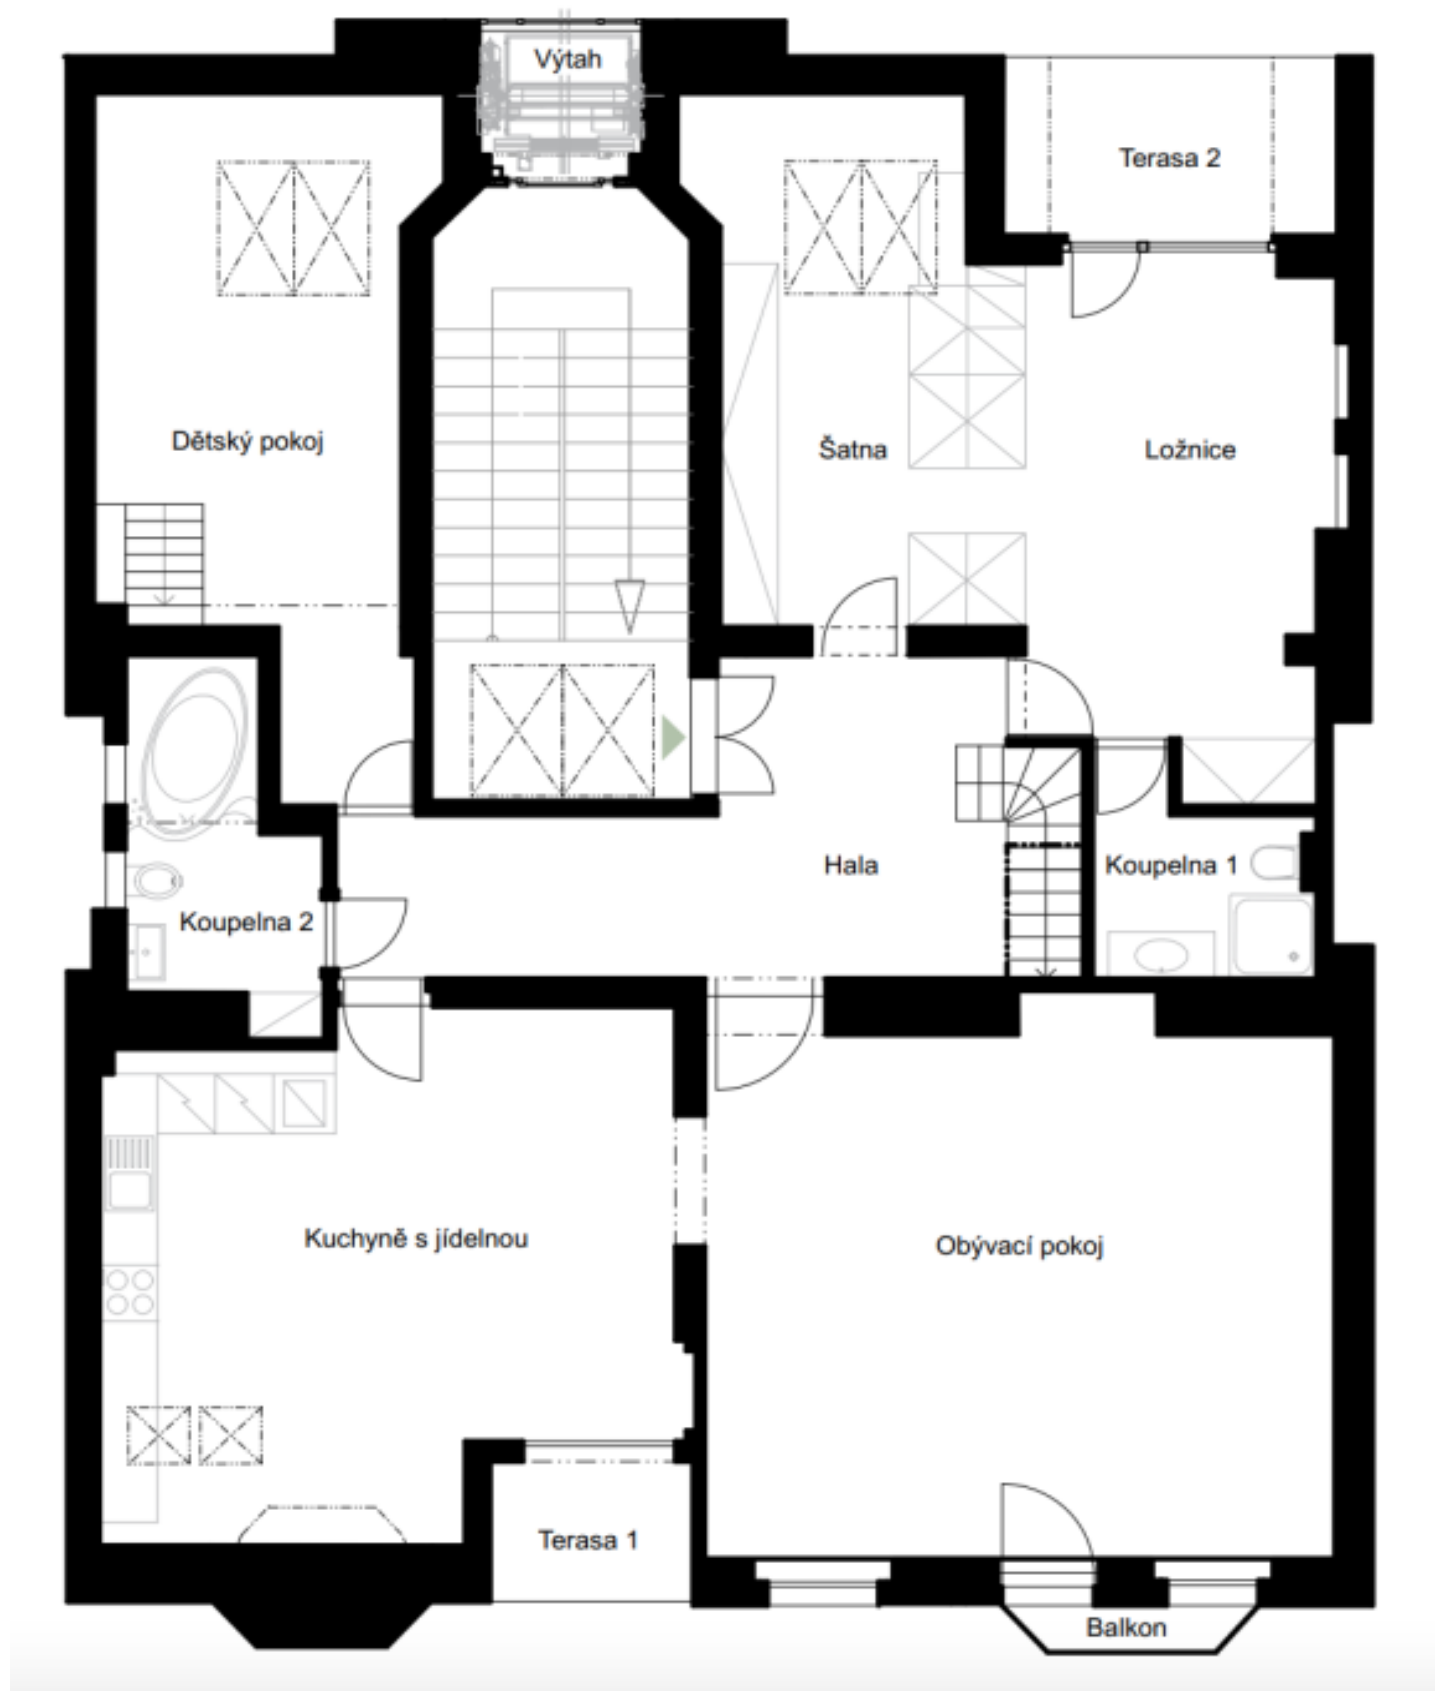 Výtah
Terasa 2
Dětský pokoj
Šatna
Ložnice
Hala
Koupelna 1
Koupelna 2
Kuchyně s jídelnou
Obývací pokoj
Terasa 1
Balkon